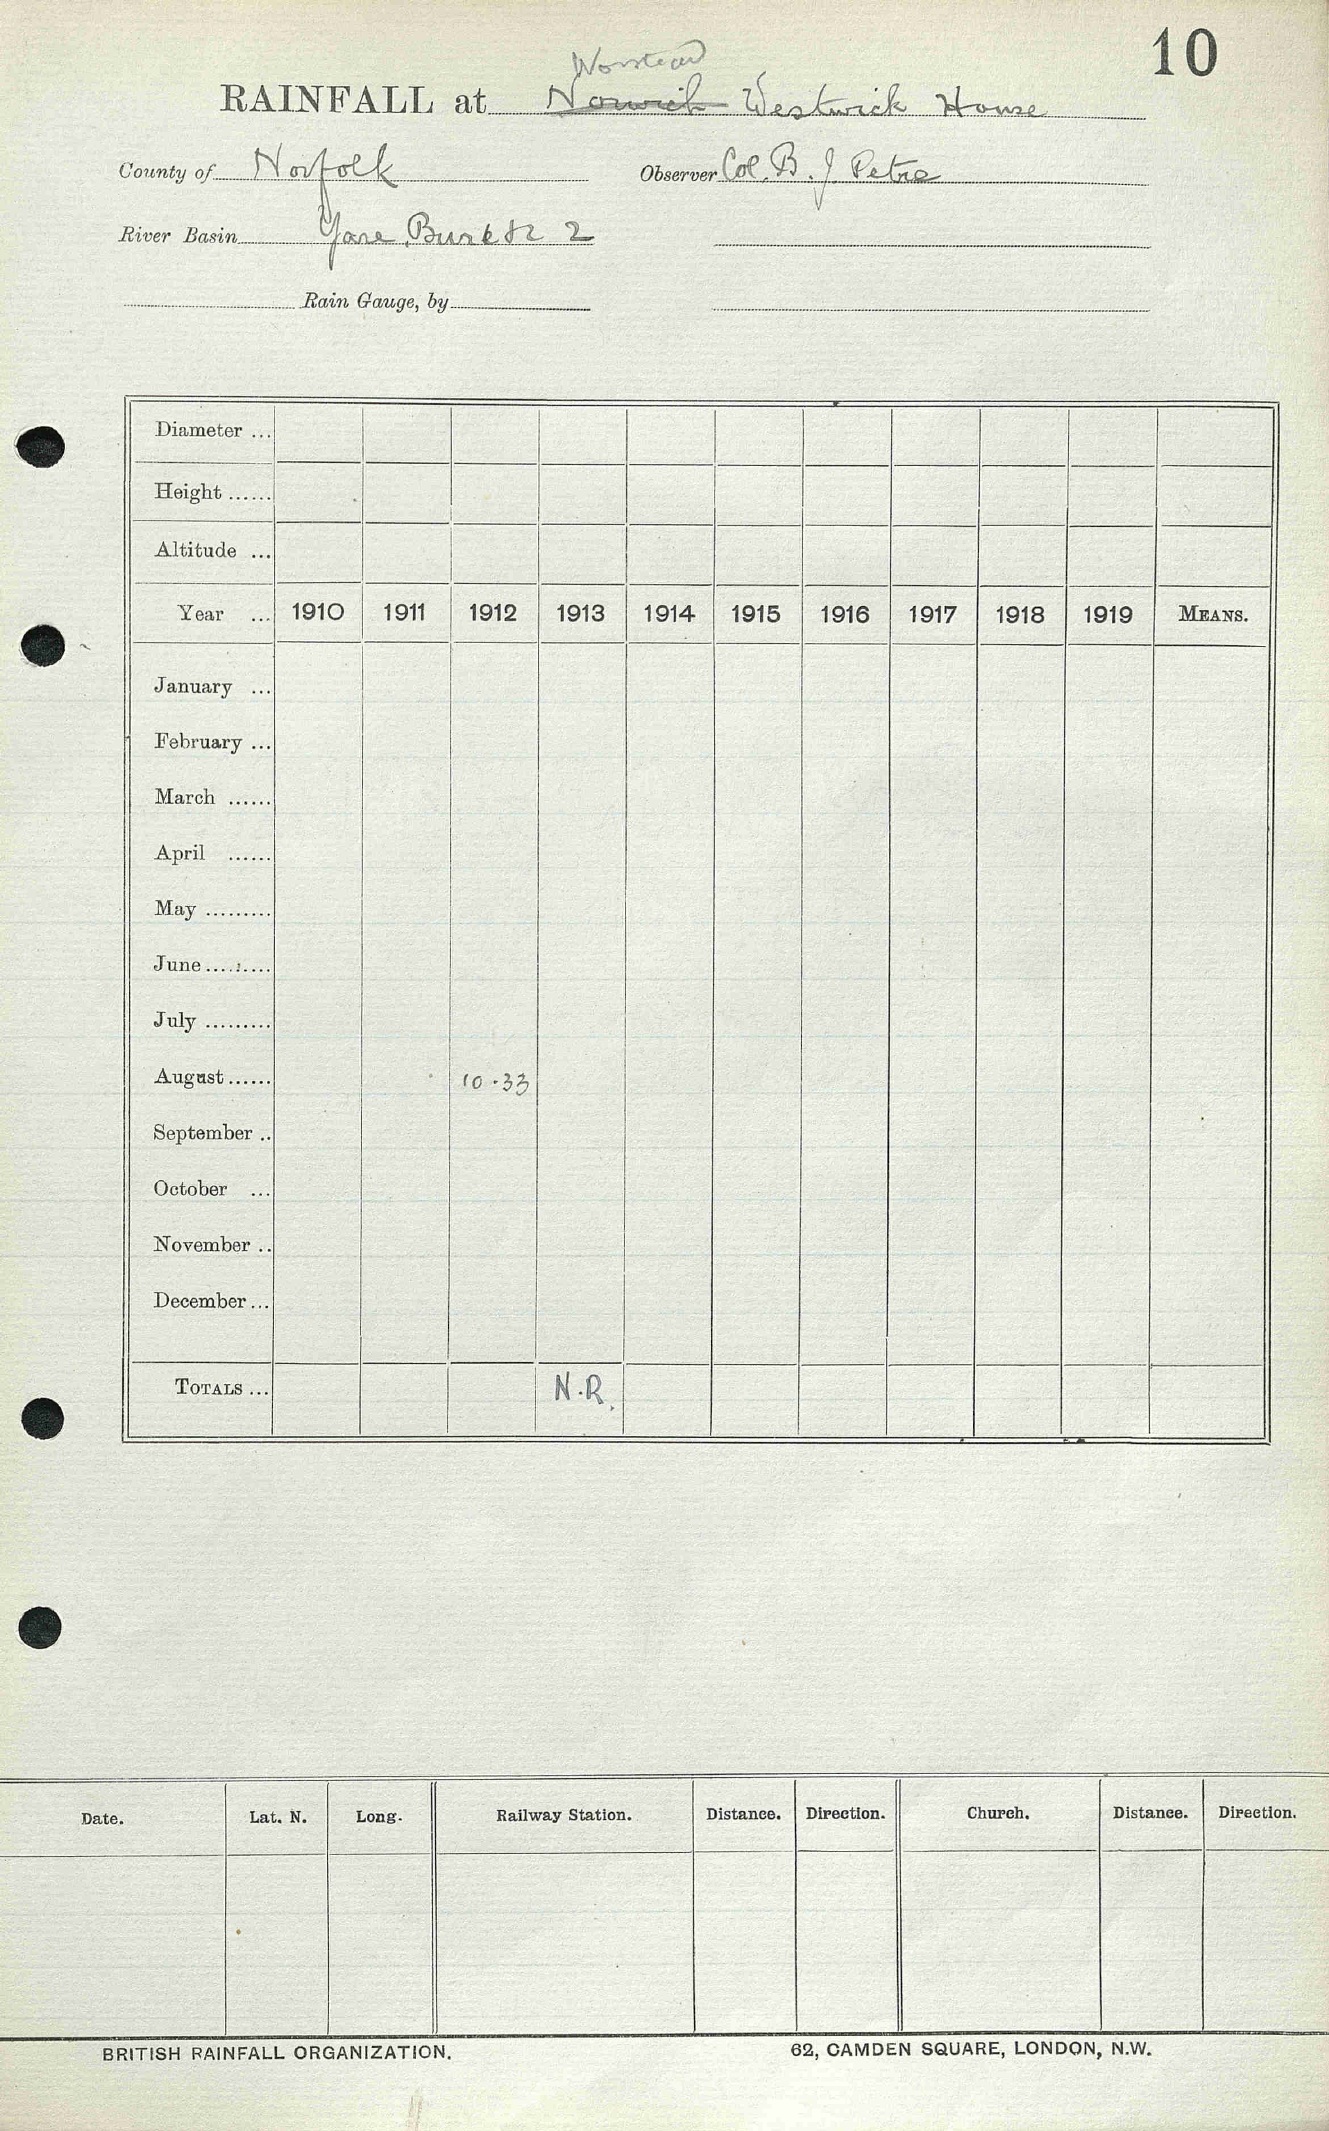 10
Worstead
RAINFALL at Norwich Westwick House
County of Norfolk Observer Col. B. J Petre
River Basin Yare, Bure &c 2
Rain Gauge, by
Diameter ...
Height ......
Altitude ...
Year ... 1910 1911 1912 1913 1914 1915 1916 1917 1918 1919 MEANS.
January ...
February ...
March ......
April ......
May .........
June .........
July .........
August ...... 10.33
September ..
October ...
November ..
December ...
TOTALS ... N.R.
Date. Lat. N. Long. Railway Station. Distance. Direction. Church. Distance. Direction.
BRITISH RAINFALL ORGANIZATION. 62, CAMDEN SQUARE, LONDON, N.W.